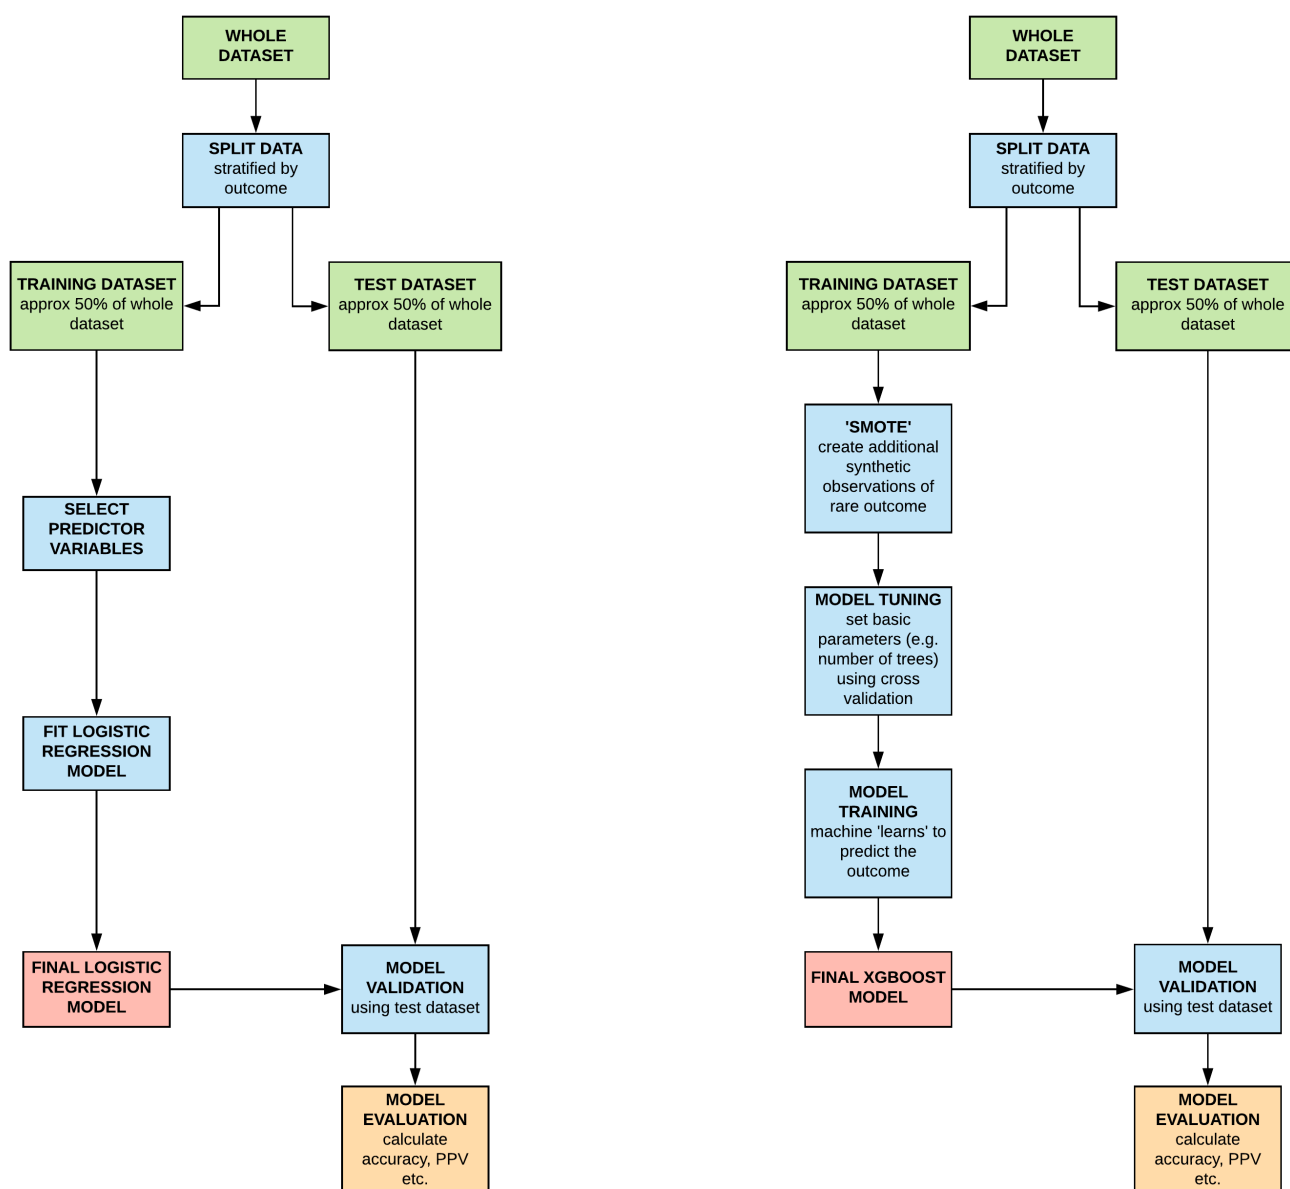 WHOLE
DATASET
SPLIT DATA
stratified by
outcome
TRAINING DATASET
approx 50% of whole
dataset
TEST DATASET
approx 50% of whole
dataset
SELECT
PREDICTOR
VARIABLES
FIT LOGISTIC
REGRESSION
MODEL
FINAL LOGISTIC
REGRESSION
MODEL
MODEL
VALIDATION
using test dataset
MODEL
EVALUATION
calculate
accuracy, PPV
etc.
WHOLE
DATASET
SPLIT DATA
stratified by
outcome
TRAINING DATASET
approx 50% of whole
dataset
TEST DATASET
approx 50% of whole
dataset
'SMOTE'
create additional
synthetic
observations of
rare outcome
MODEL TUNING
set basic
parameters (e.g.
number of trees)
using cross
validation
MODEL
TRAINING
machine 'learns' to
predict the
outcome
FINAL XGBOOST
MODEL
MODEL
VALIDATION
using test dataset
MODEL
EVALUATION
calculate
accuracy, PPV
etc.